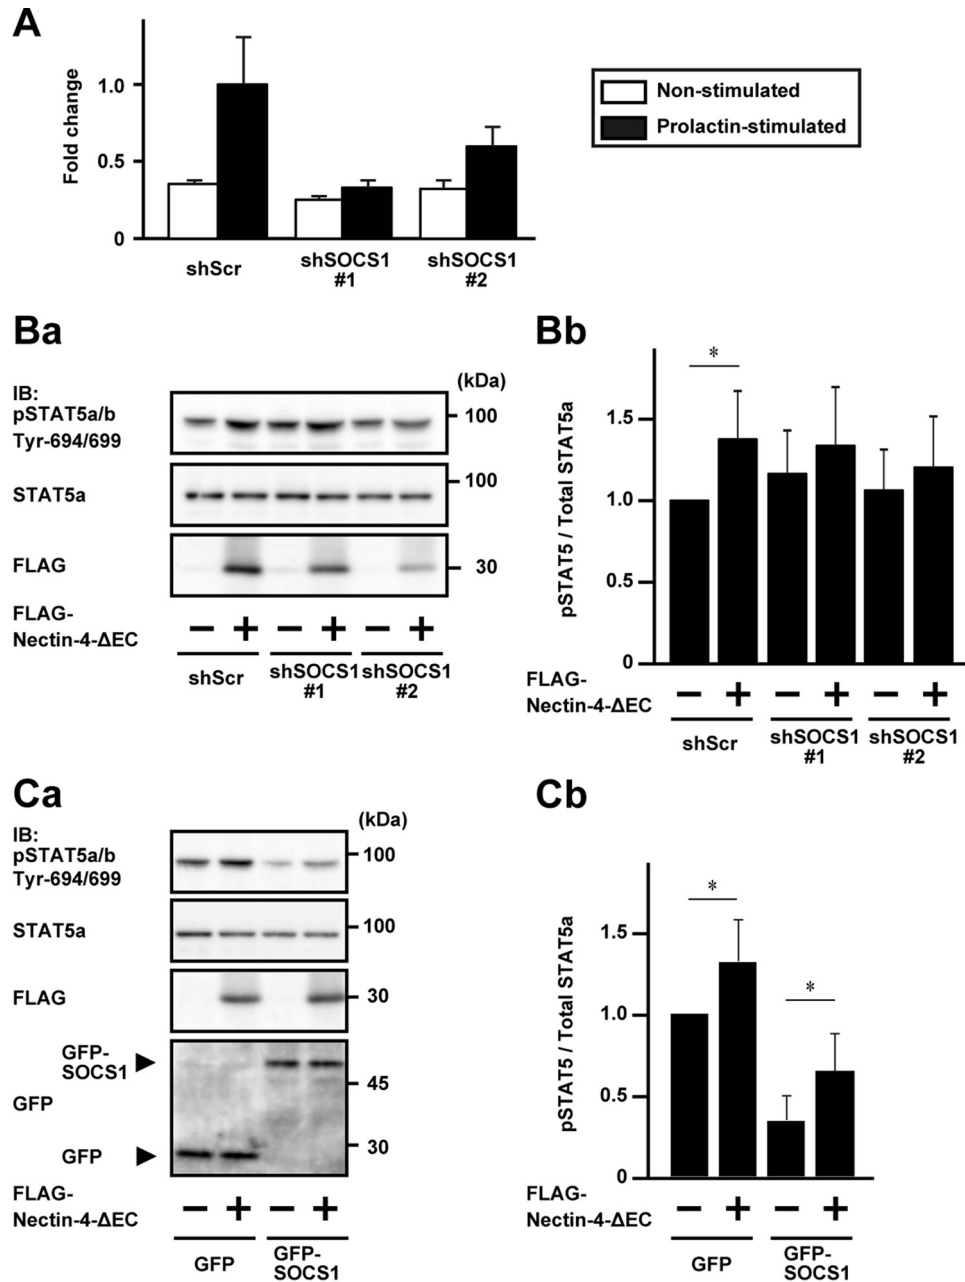 A
Fold change
1.0
0.5
0
shScr
shSOCS1
#1
shSOCS1
#2
Non-stimulated
Prolactin-stimulated
Ba
IB:
pSTAT5a/b
Tyr-694/699
STAT5a
FLAG
(kDa)
100
100
30
FLAG-
Nectin-4-ΔEC
− + − + − +
shScr
shSOCS1
#1
shSOCS1
#2
Bb
pSTAT5 / Total STAT5a
1.5
1.0
0.5
0
*
FLAG-
Nectin-4-ΔEC
− + − + − +
shScr
shSOCS1
#1
shSOCS1
#2
Ca
IB:
pSTAT5a/b
Tyr-694/699
STAT5a
FLAG
GFP-
SOCS1
GFP
GFP
(kDa)
100
100
30
45
30
FLAG-
Nectin-4-ΔEC
− + − +
GFP
GFP-
SOCS1
Cb
pSTAT5 / Total STAT5a
1.5
1.0
0.5
0
*
*
FLAG-
Nectin-4-ΔEC
− + − +
GFP
GFP-
SOCS1